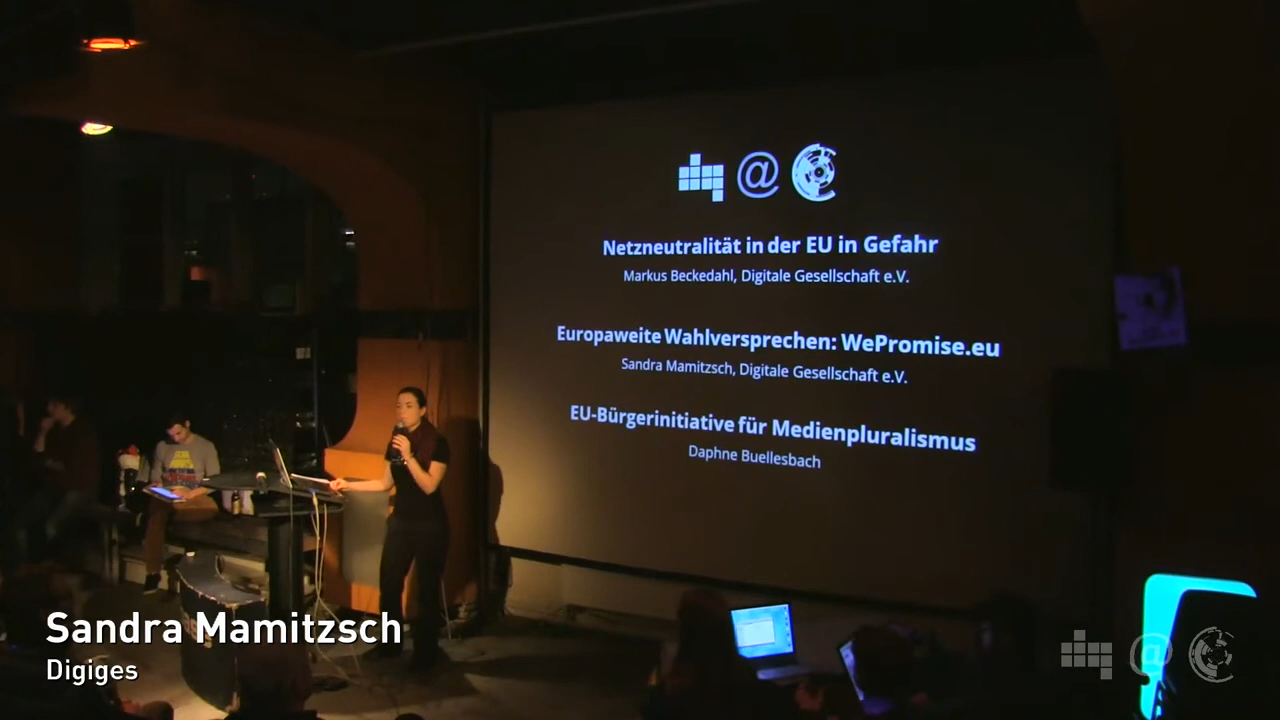 @
Netzneutralität in der EU in Gefahr
Markus Beckedahl, Digitale Gesellschaft e.V.
Europaweite Wahlversprechen: WePromise.eu
Sandra Mamitzsch, Digitale Gesellschaft e.V.
EU-Bürgerinitiative für Medienpluralismus
Daphne Buellesbach
Sandra Mamitzsch
Digiges
@